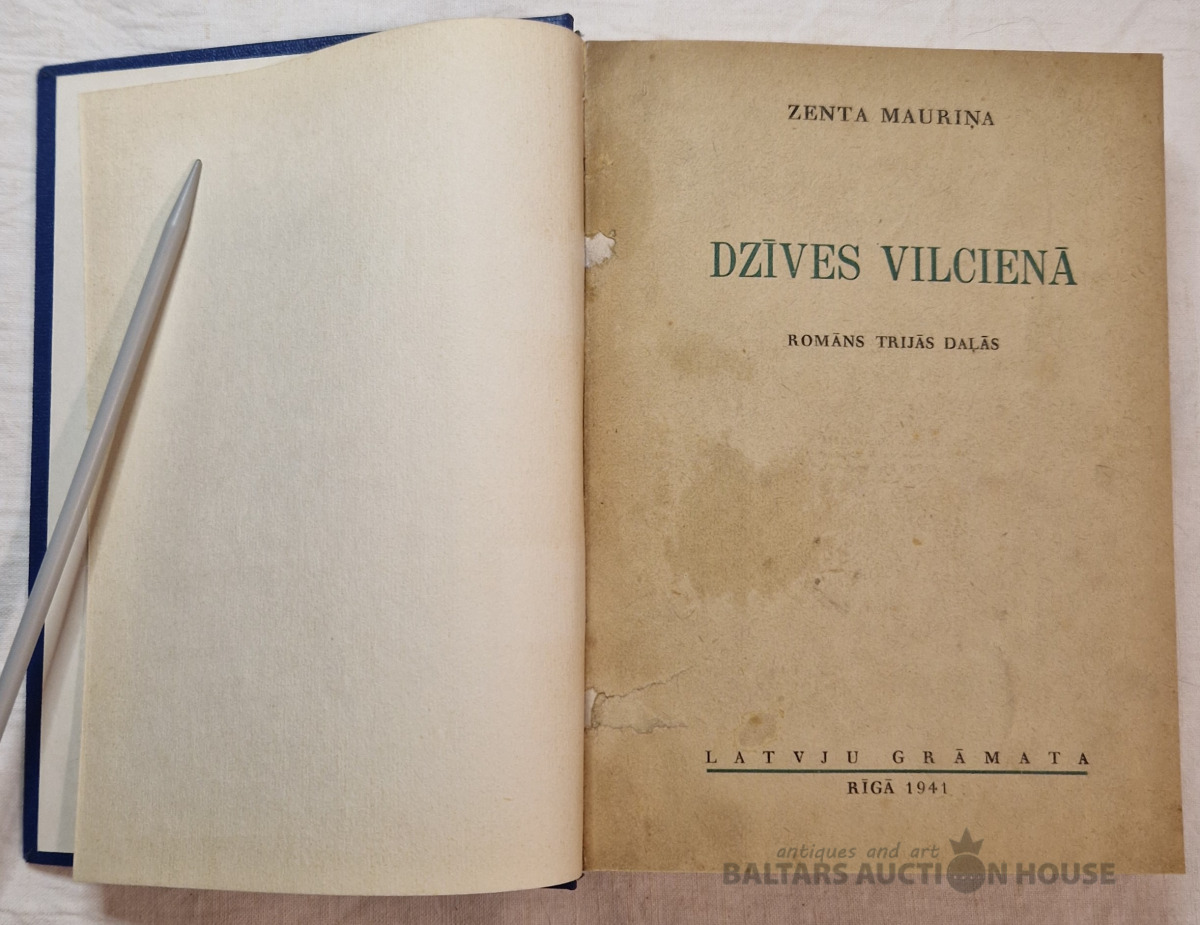 ZENTA MAURIŅA
DZĪVES VILCIENĀ
ROMĀNS TRIJĀS DAĻĀS
LATVJU GRĀMATA
RĪGĀ 1941
antiques and art
BALTARS AUCTION HOUSE